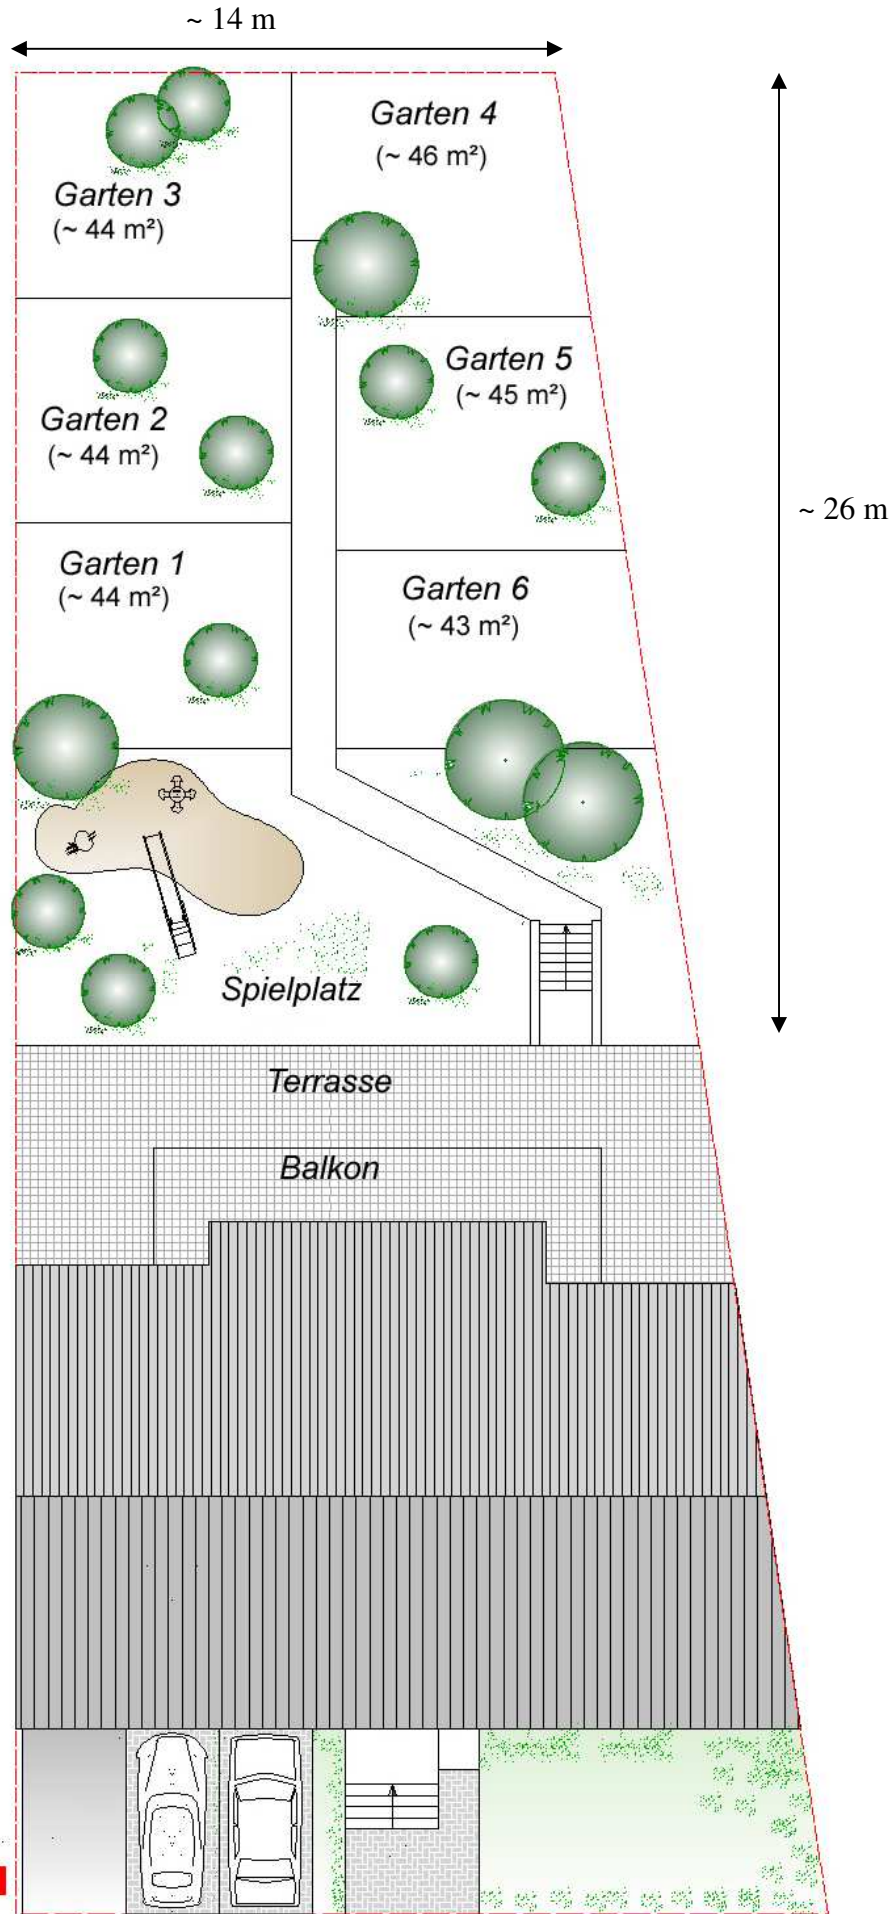 ~ 14 m
Garten 4
(~ 46 m²)
Garten 3
(~ 44 m²)
Garten 5
(~ 45 m²)
Garten 2
(~ 44 m²)
~ 26 m
Garten 1
(~ 44 m²)
Garten 6
(~ 43 m²)
Spielplatz
Terrasse
Balkon